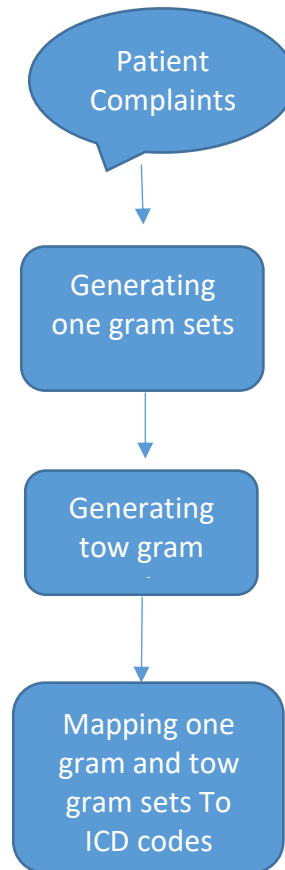 Patient
Complaints
Generating
one gram sets
Generating
tow gram
Mapping one
gram and tow
gram sets To
ICD codes